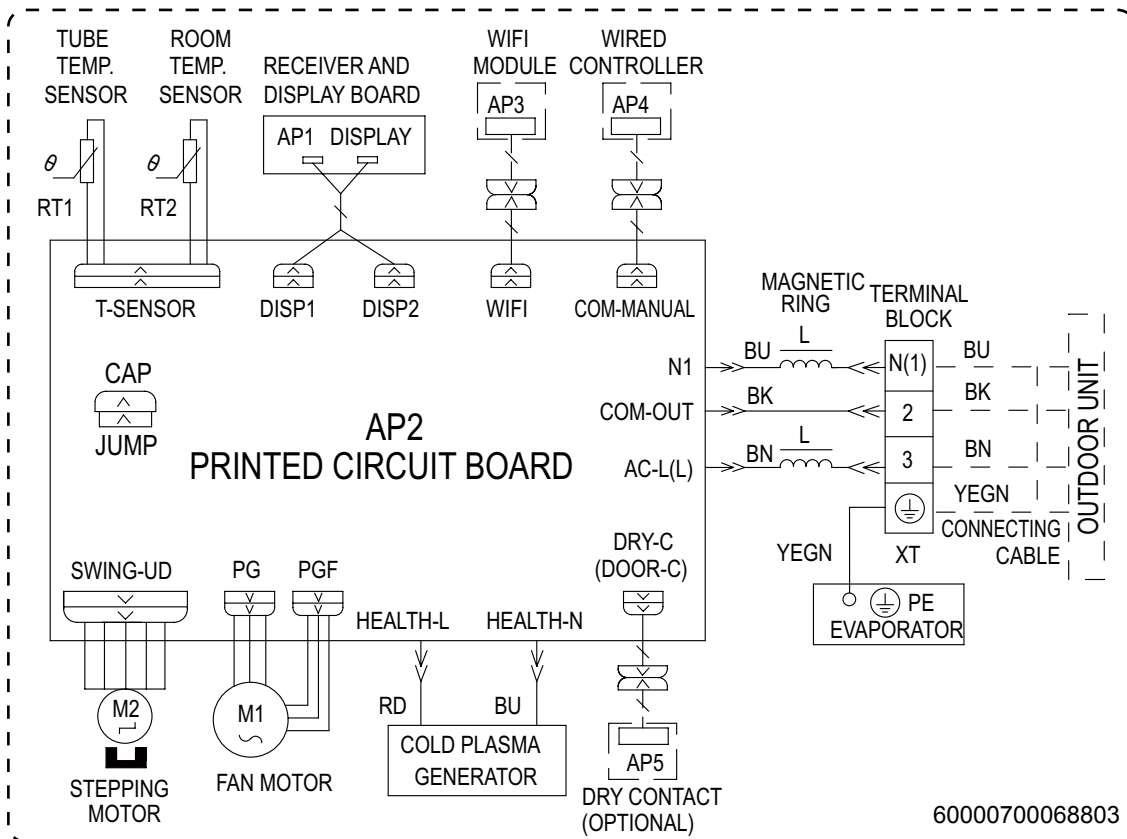 TUBE
TEMP.
SENSOR
ROOM
TEMP.
SENSOR
RECEIVER AND
DISPLAY BOARD
WIFI
MODULE
WIRED
CONTROLLER
AP1 DISPLAY
AP3
AP4
θ
RT1
θ
RT2
T-SENSOR
DISP1
DISP2
WIFI
COM-MANUAL
MAGNETIC
RING
TERMINAL
BLOCK
CAP
JUMP
AP2
PRINTED CIRCUIT BOARD
N1
BU
L
N(1)
BU
COM-OUT
BK
2
BK
AC-L(L)
BN
L
3
BN
YEGN
OUTDOOR UNIT
CONNECTING
CABLE
XT
YEGN
PE
EVAPORATOR
SWING-UD
PG
PGF
HEALTH-L
HEALTH-N
DRY-C
(DOOR-C)
M2
M1
RD
BU
STEPPING
MOTOR
FAN MOTOR
COLD PLASMA
GENERATOR
AP5
DRY CONTACT
(OPTIONAL)
60000700068803